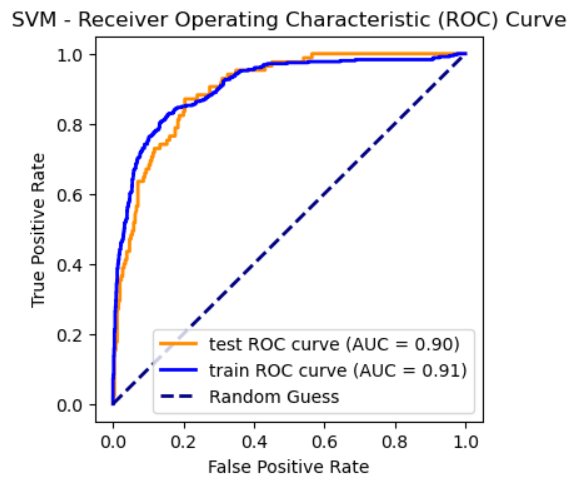 SVM - Receiver Operating Characteristic (ROC) Curve
1.0
0.8
0.6
0.4
0.2
0.0
True Positive Rate
test ROC curve (AUC = 0.90)
train ROC curve (AUC = 0.91)
Random Guess
0.0 0.2 0.4 0.6 0.8 1.0
False Positive Rate